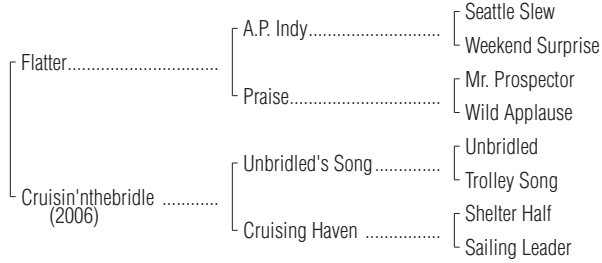 Seattle Slew
A.P. Indy................................
Weekend Surprise
Flatter................................
Mr. Prospector
Praise................................
Wild Applause
Unbridled
Unbridled's Song..............
Trolley Song
Cruisin'nthebridle ............
(2006)
Shelter Half
Cruising Haven ................
Sailing Leader